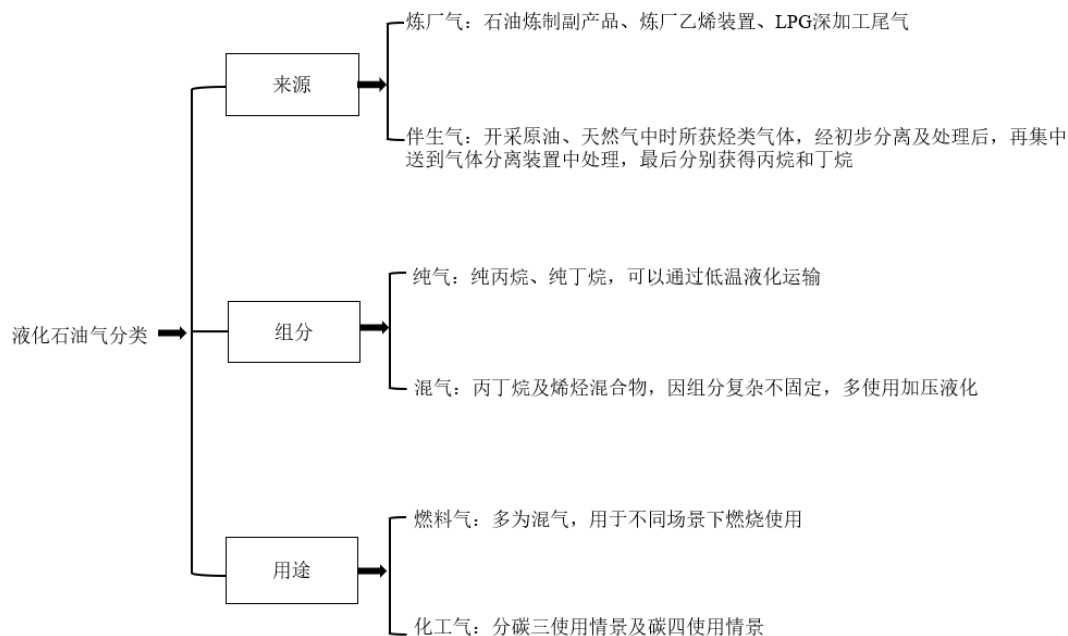 液化石油气分类
来源
炼厂气：石油炼制副产品、炼厂乙烯装置、LPG深加工尾气
伴生气：开采原油、天然气中时所获烃类气体，经初步分离及处理后，再集中
送到气体分离装置中处理，最后分别获得丙烷和丁烷
组分
纯气：纯丙烷、纯丁烷，可以通过低温液化运输
混气：丙丁烷及烯烃混合物，因组分复杂不固定，多使用加压液化
用途
燃料气：多为混气，用于不同场景下燃烧使用
化工气：分碳三使用情景及碳四使用情景